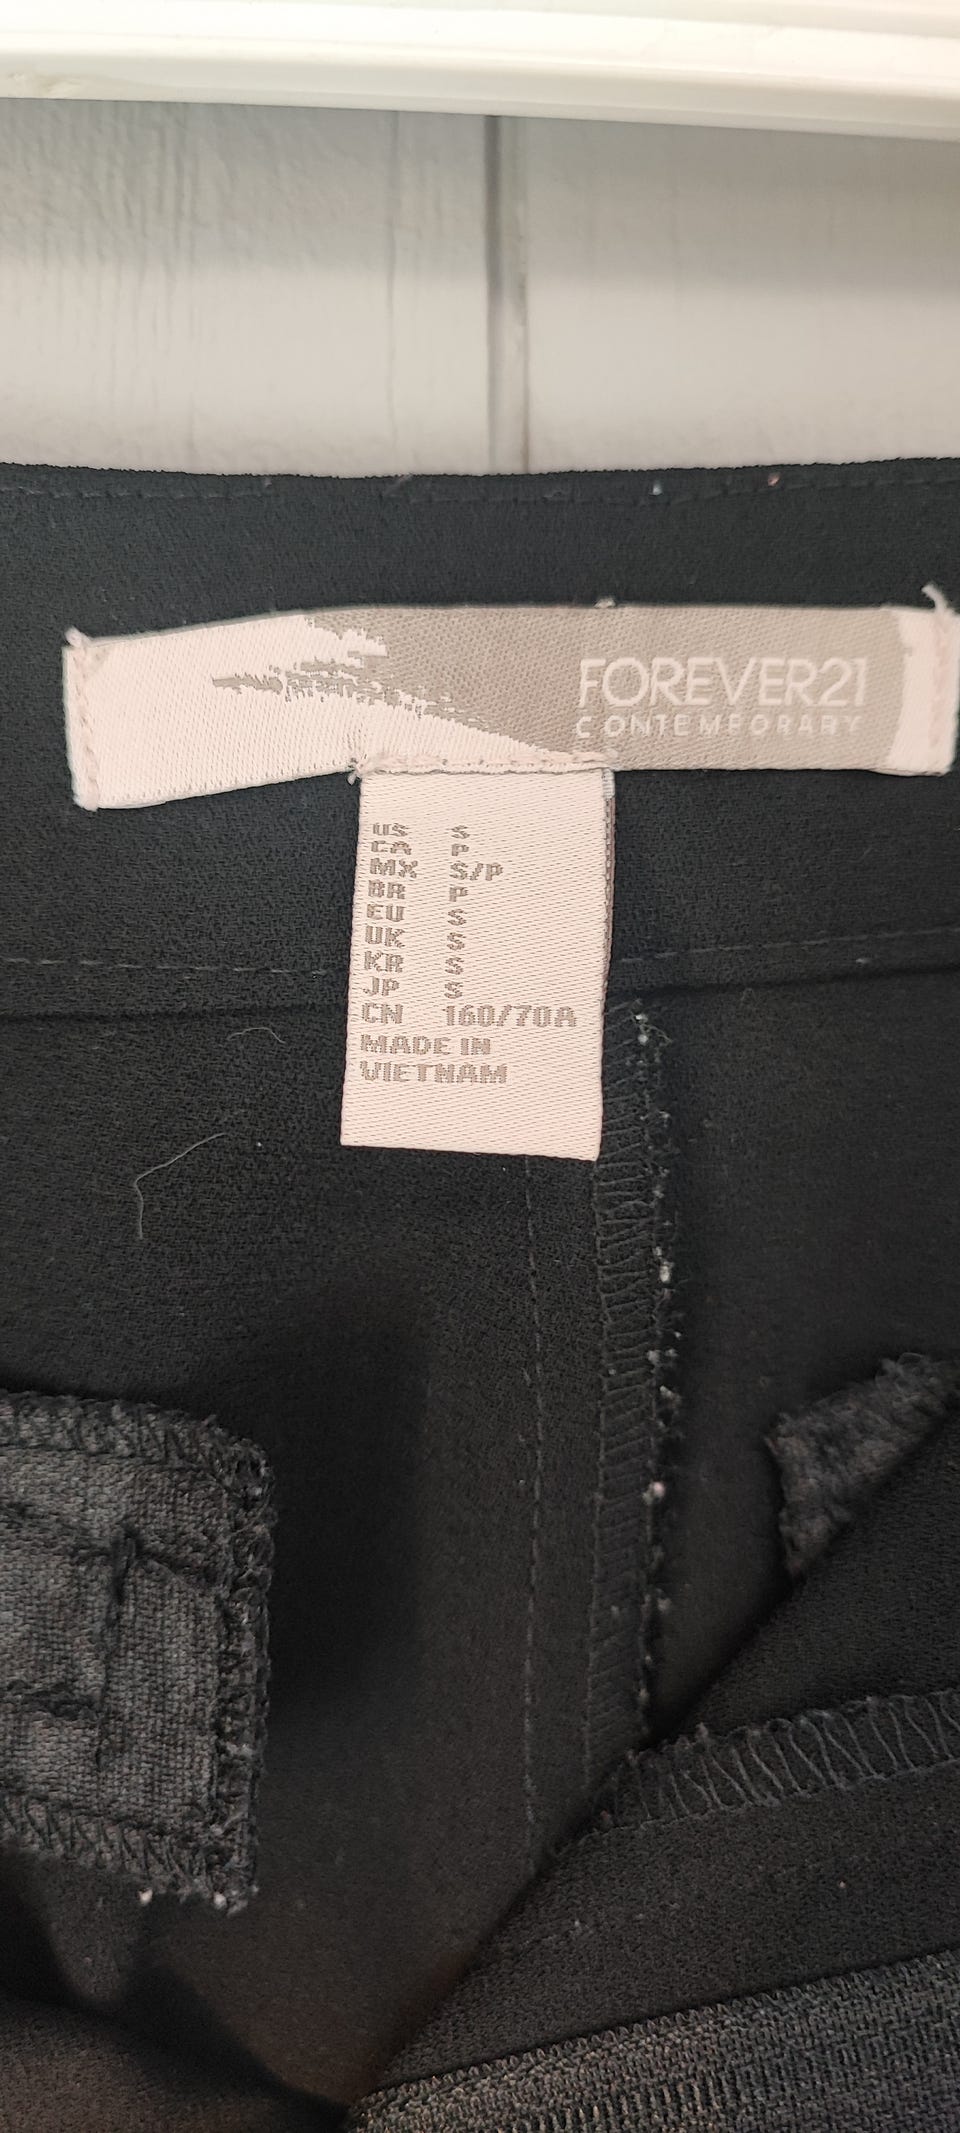 FOREVER21
CONTEMPORARY
US S
CA P
MX S/P
BR P
EU S
UK S
KR S
JP S
CN 160/70A
MADE IN
VIETNAM